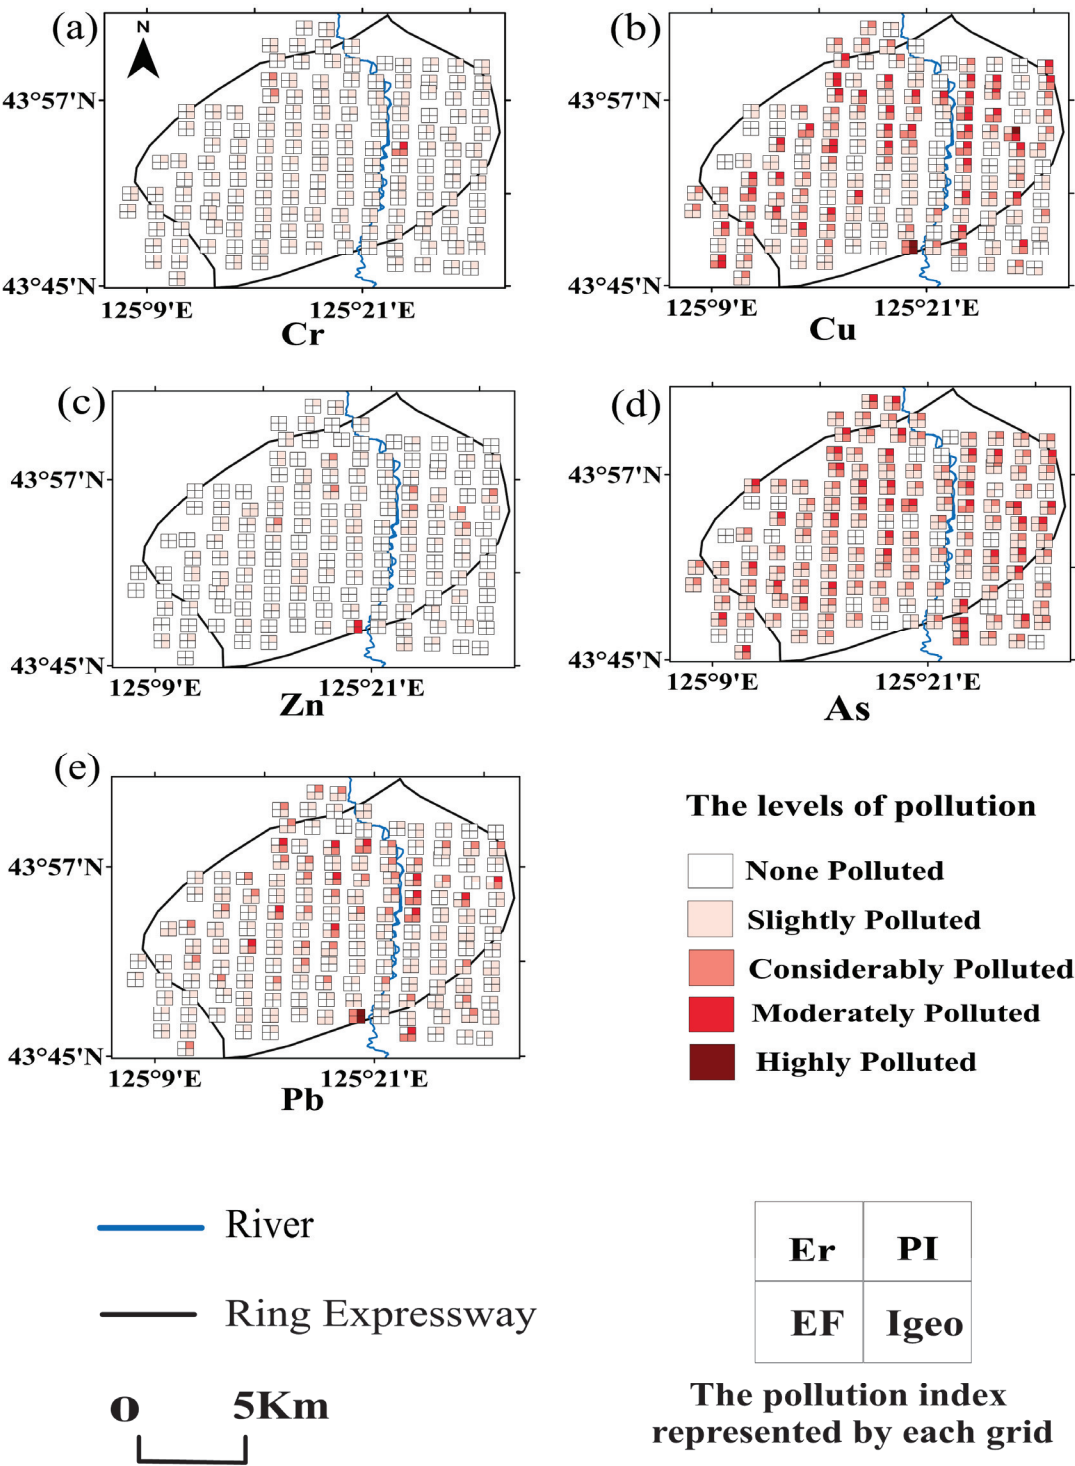 (a)
N
43°57'N
43°45'N
125°9'E
125°21'E
Cr
(b)
43°57'N
43°45'N
125°9'E
125°21'E
Cu
(c)
43°57'N
43°45'N
125°9'E
125°21'E
Zn
(d)
43°57'N
43°45'N
125°9'E
125°21'E
As
(e)
43°57'N
43°45'N
125°9'E
125°21'E
Pb
The levels of pollution
None Polluted
Slightly Polluted
Considerably Polluted
Moderately Polluted
Highly Polluted
River
Ring Expressway
0 5Km
Er PI
EF Igeo
The pollution index
represented by each grid